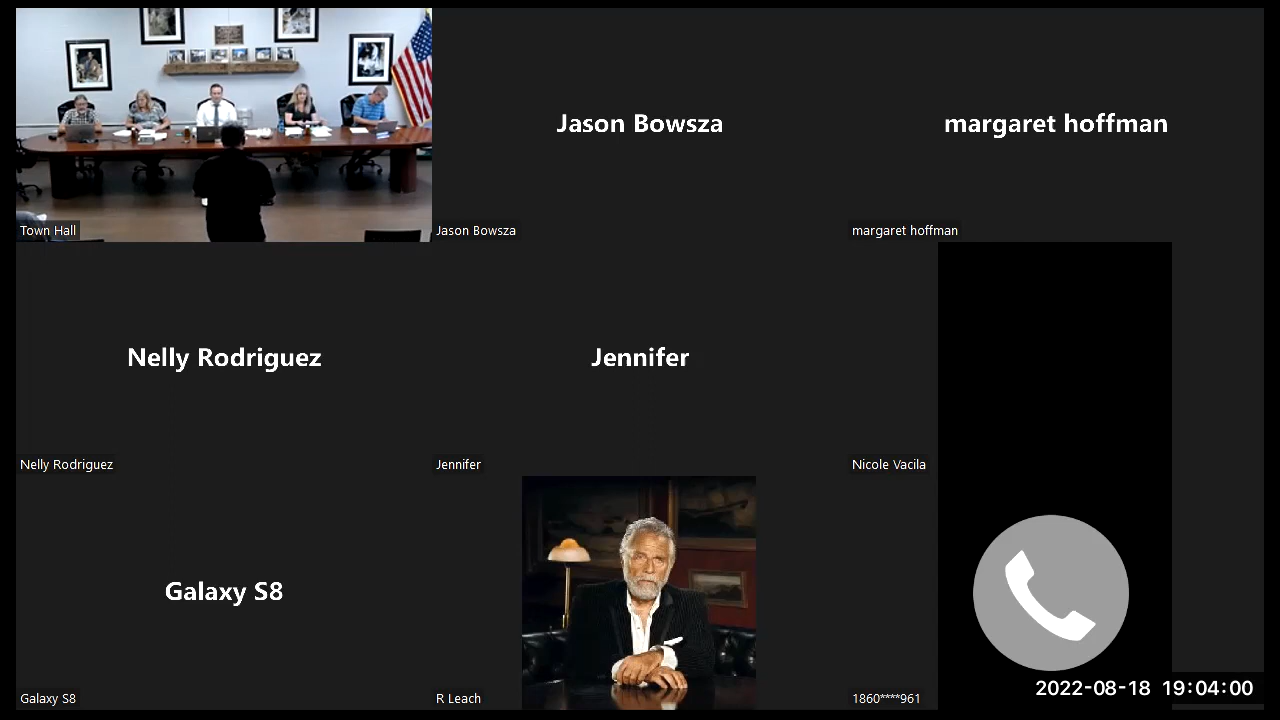 Jason Bowsza
margaret hoffman
Town Hall
Jason Bowsza
margaret hoffman
Nelly Rodriguez
Jennifer
Nelly Rodriguez
Jennifer
Nicole Vacila
Galaxy S8
Galaxy S8
R Leach
1860****961
2022-08-18 19:04:00